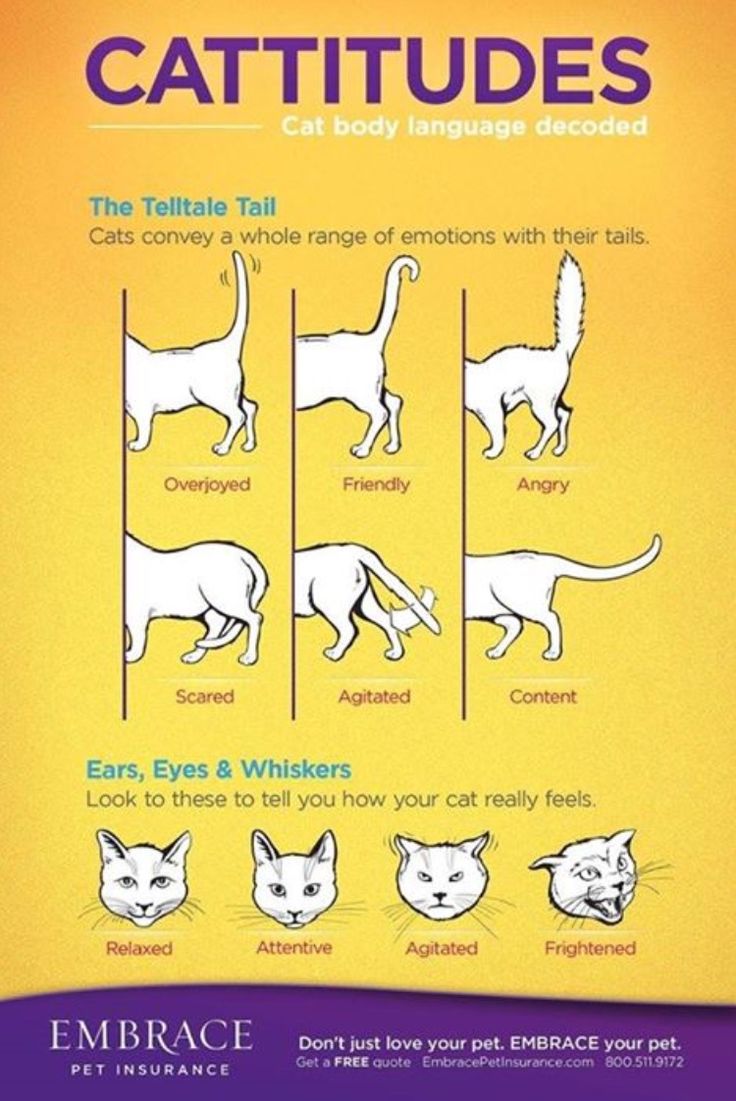 CATTITUDES
Cat body language decoded
The Telltale Tail
Cats convey a whole range of emotions with their tails.
Overjoyed
Friendly
Angry
Scared
Agitated
Content
Ears, Eyes & Whiskers
Look to these to tell you how your cat really feels.
Relaxed
Attentive
Agitated
Frightened
EMBRACE
PET INSURANCE
Don't just love your pet. EMBRACE your pet.
Get a FREE quote EmbracePetInsurance.com 800.511.9172